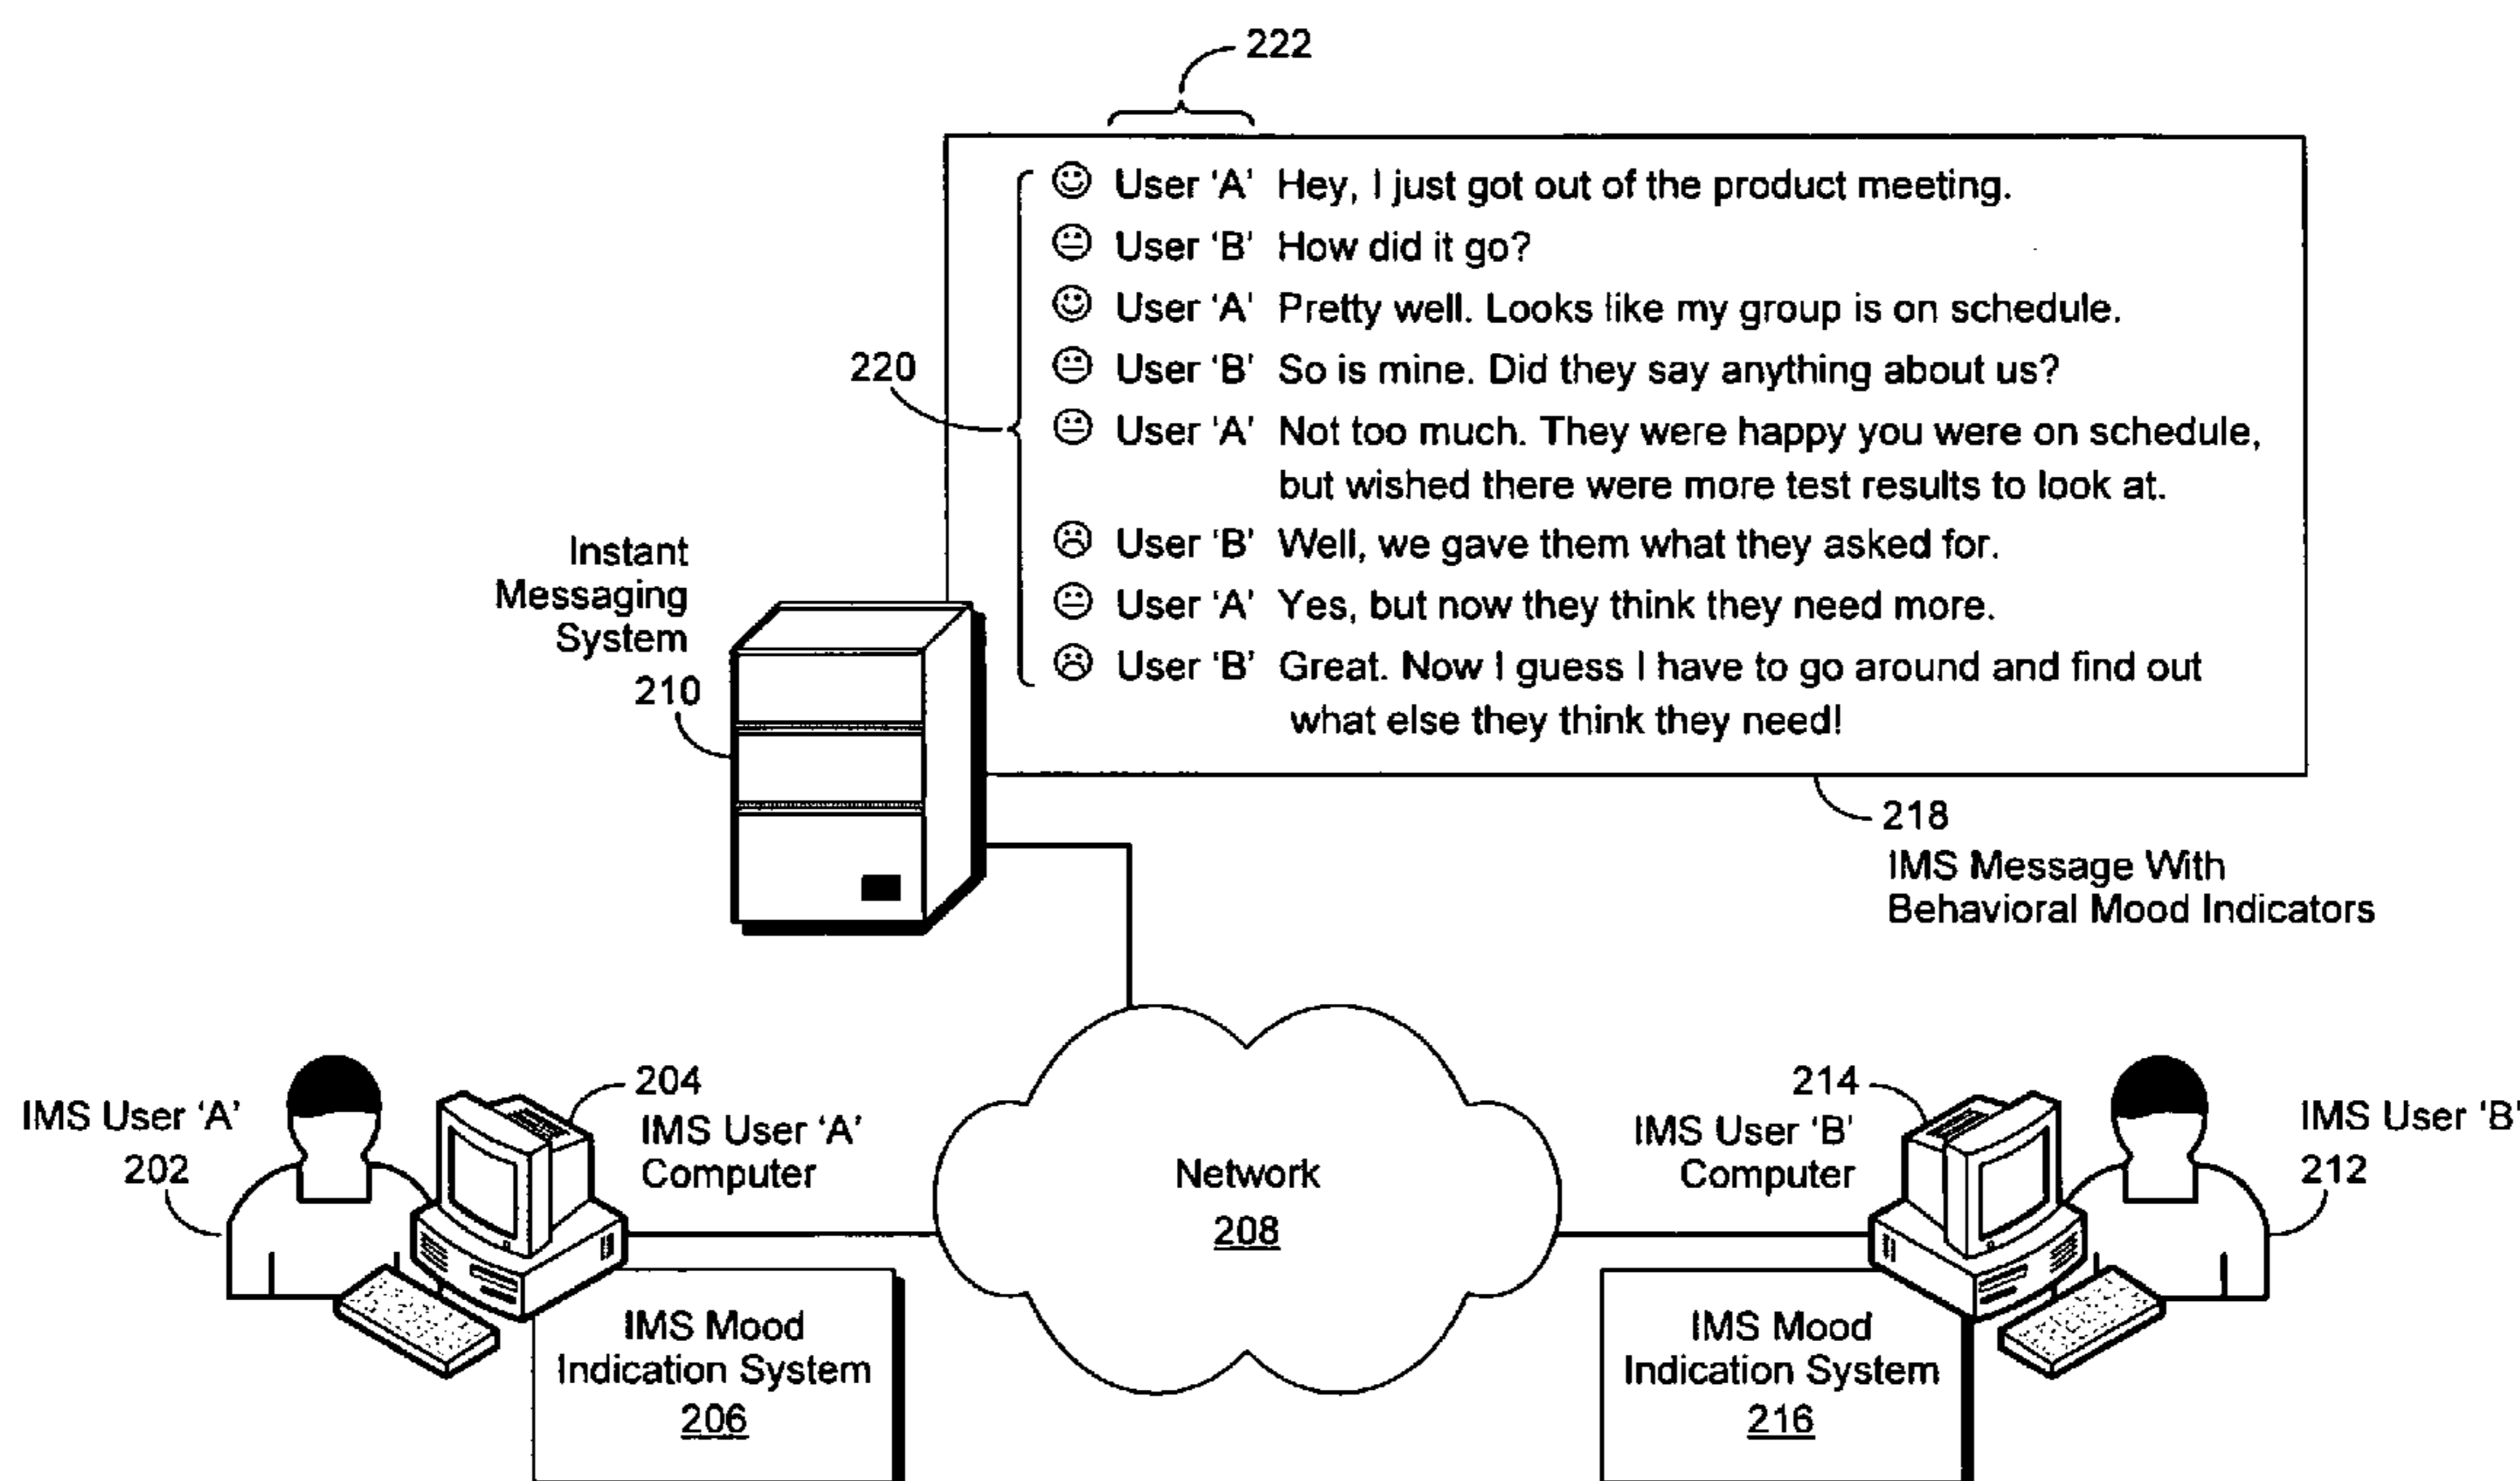 222
User 'A' Hey, I just got out of the product meeting.
User 'B' How did it go?
User 'A' Pretty well. Looks like my group is on schedule.
220
User 'B' So is mine. Did they say anything about us?
User 'A' Not too much. They were happy you were on schedule,
but wished there were more test results to look at.
User 'B' Well, we gave them what they asked for.
User 'A' Yes, but now they think they need more.
User 'B' Great. Now I guess I have to go around and find out
what else they think they need!
Instant
Messaging
System
210
218
IMS Message With
Behavioral Mood Indicators
IMS User 'A'
202
204
IMS User 'A'
Computer
Network
208
214
IMS User 'B'
Computer
IMS User 'B'
212
IMS Mood
Indication System
206
IMS Mood
Indication System
216